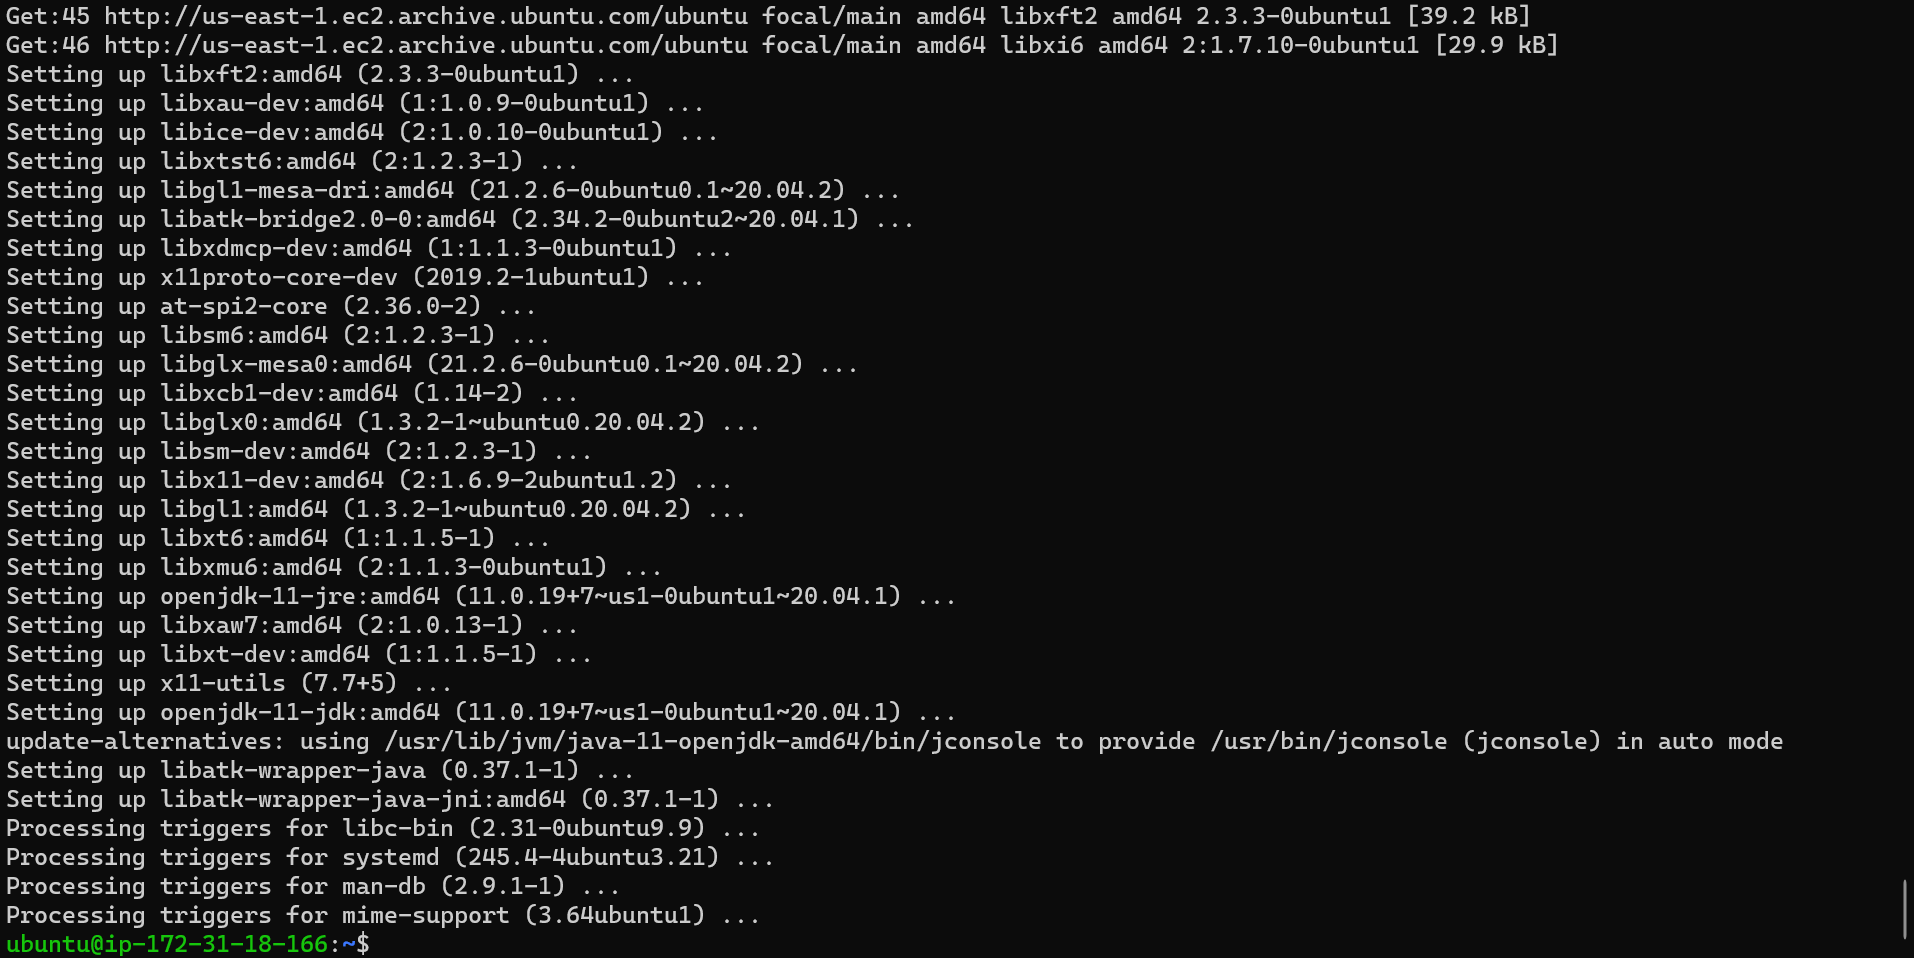 Get:45 http://us-east-1.ec2.archive.ubuntu.com/ubuntu focal/main amd64 libxft2 amd64 2.3.3-0ubuntu1 [39.2 kB]
Get:46 http://us-east-1.ec2.archive.ubuntu.com/ubuntu focal/main amd64 libxi6 amd64 2:1.7.10-0ubuntu1 [29.9 kB]
Setting up libxft2:amd64 (2.3.3-0ubuntu1) ...
Setting up libxau-dev:amd64 (1:1.0.9-0ubuntu1) ...
Setting up libice-dev:amd64 (2:1.0.10-0ubuntu1) ...
Setting up libxtst6:amd64 (2:1.2.3-1) ...
Setting up libgl1-mesa-dri:amd64 (21.2.6-0ubuntu0.1~20.04.2) ...
Setting up libatk-bridge2.0-0:amd64 (2.34.2-0ubuntu2~20.04.1) ...
Setting up libxdmcp-dev:amd64 (1:1.1.3-0ubuntu1) ...
Setting up x11proto-core-dev (2019.2-1ubuntu1) ...
Setting up at-spi2-core (2.36.0-2) ...
Setting up libsm6:amd64 (2:1.2.3-1) ...
Setting up libglx-mesa0:amd64 (21.2.6-0ubuntu0.1~20.04.2) ...
Setting up libxcb1-dev:amd64 (1.14-2) ...
Setting up libglx0:amd64 (1.3.2-1~ubuntu0.20.04.2) ...
Setting up libsm-dev:amd64 (2:1.2.3-1) ...
Setting up libx11-dev:amd64 (2:1.6.9-2ubuntu1.2) ...
Setting up libgl1:amd64 (1.3.2-1~ubuntu0.20.04.2) ...
Setting up libxt6:amd64 (1:1.1.5-1) ...
Setting up libxmu6:amd64 (2:1.1.3-0ubuntu1) ...
Setting up openjdk-11-jre:amd64 (11.0.19+7~us1-0ubuntu1~20.04.1) ...
Setting up libxaw7:amd64 (2:1.0.13-1) ...
Setting up libxt-dev:amd64 (1:1.1.5-1) ...
Setting up x11-utils (7.7+5) ...
Setting up openjdk-11-jdk:amd64 (11.0.19+7~us1-0ubuntu1~20.04.1) ...
update-alternatives: using /usr/lib/jvm/java-11-openjdk-amd64/bin/jconsole to provide /usr/bin/jconsole (jconsole) in auto mode
Setting up libatk-wrapper-java (0.37.1-1) ...
Setting up libatk-wrapper-java-jni:amd64 (0.37.1-1) ...
Processing triggers for libc-bin (2.31-0ubuntu9.9) ...
Processing triggers for systemd (245.4-4ubuntu3.21) ...
Processing triggers for man-db (2.9.1-1) ...
Processing triggers for mime-support (3.64ubuntu1) ...
ubuntu@ip-172-31-18-166:~$